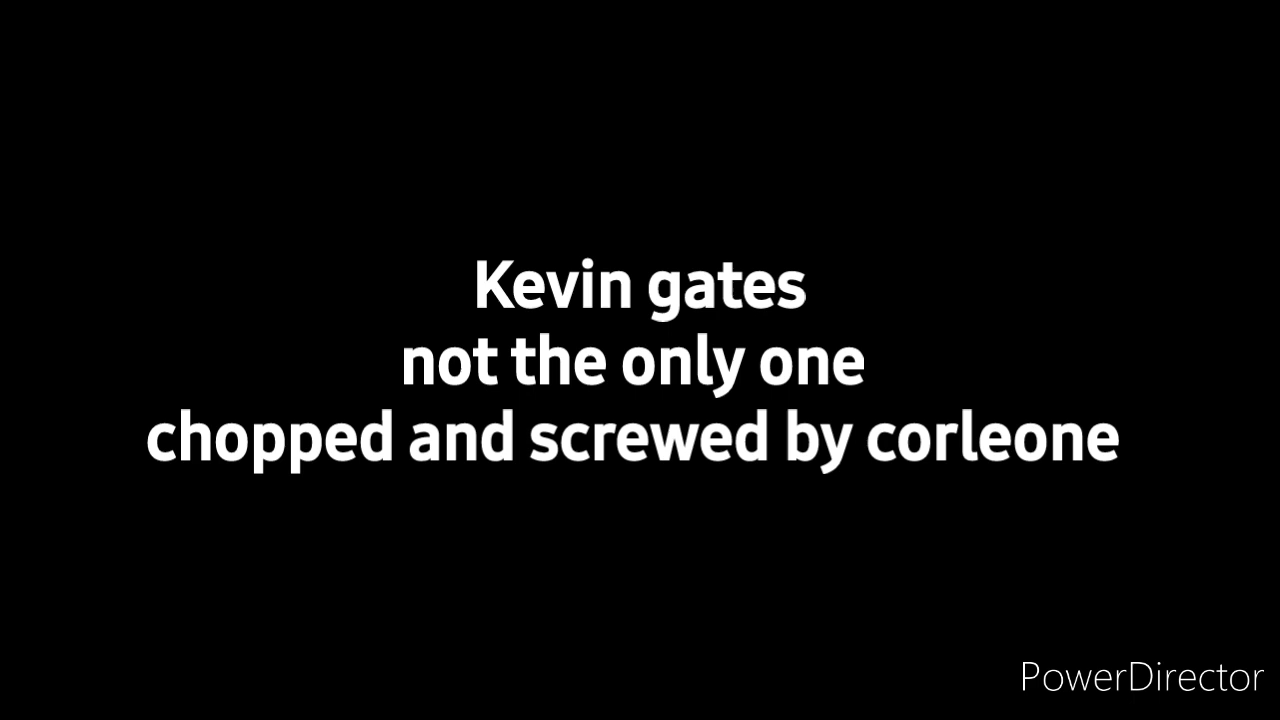 Kevin gates
not the only one
chopped and screwed by corleone
PowerDirector